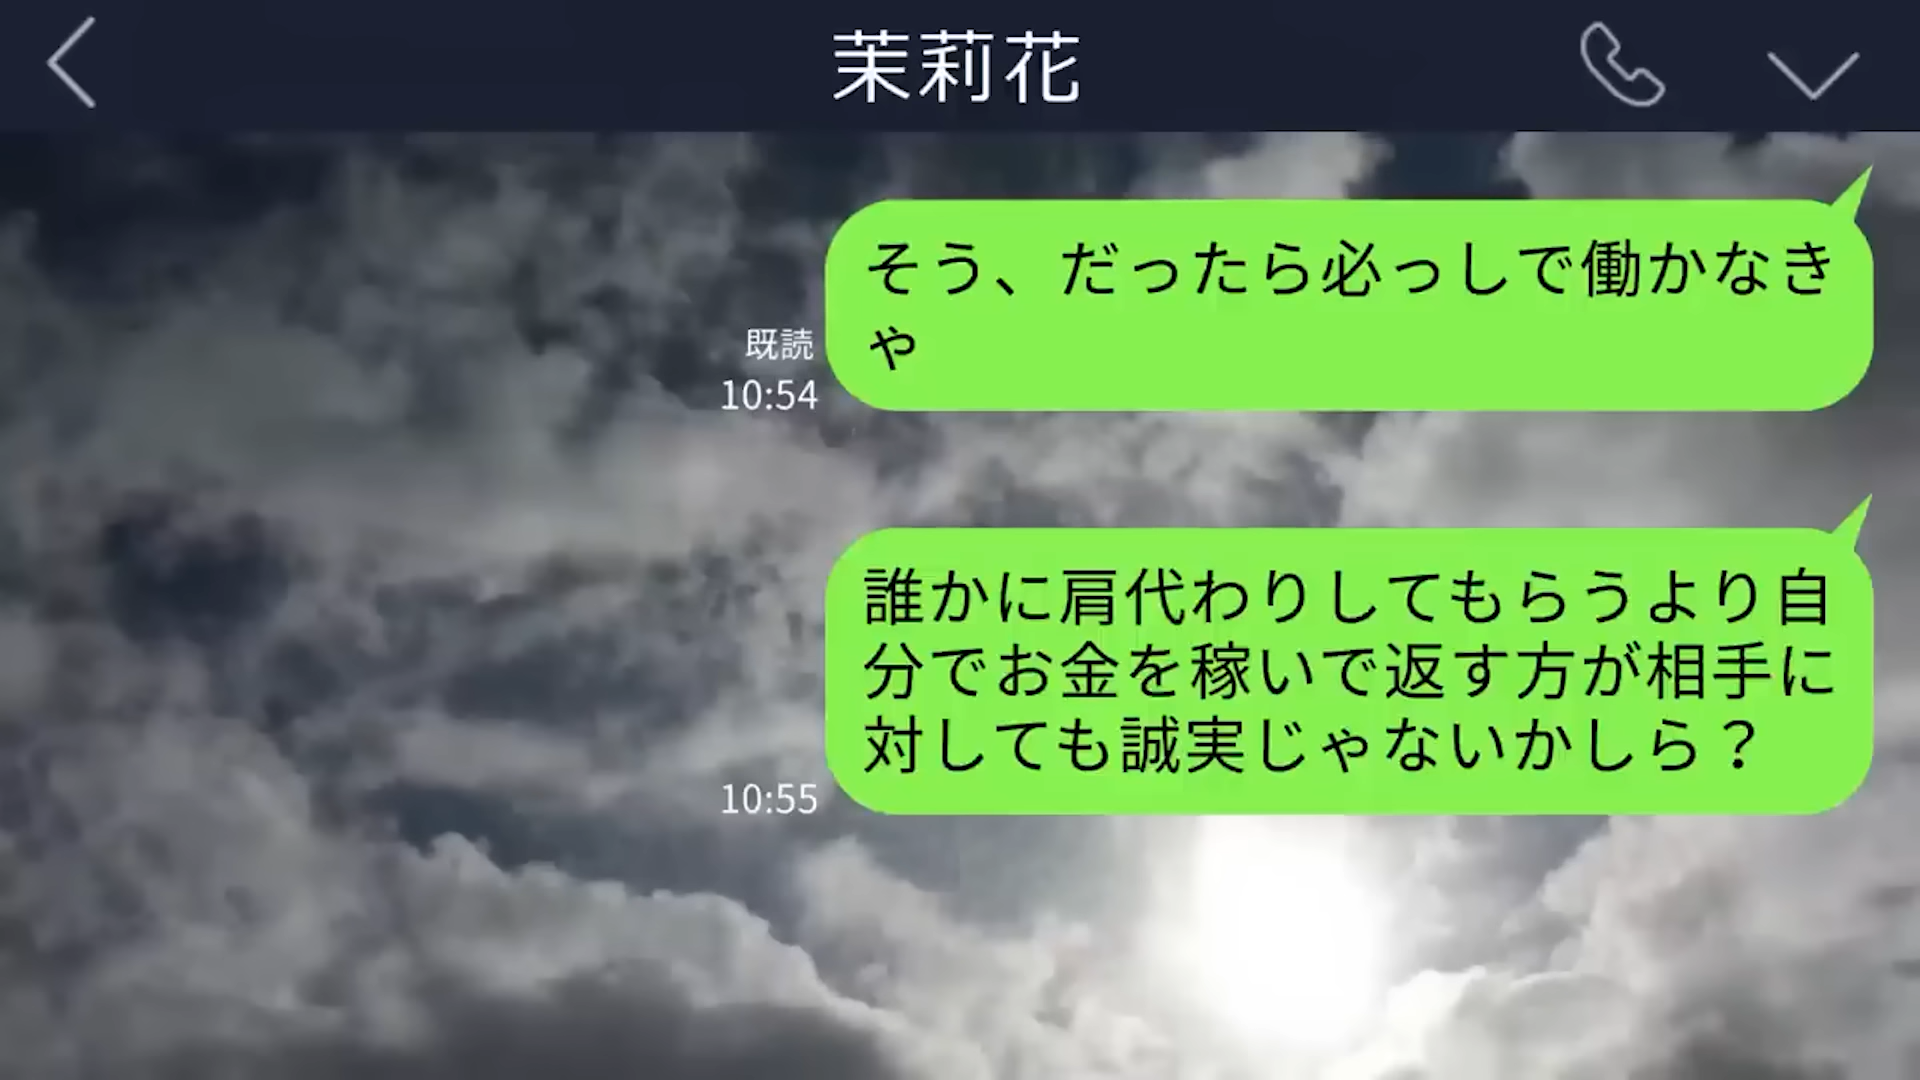 茉莉花
そう、だったら必っしで働かなき
ゃ
既読
10:54
誰かに肩代わりしてもらうより自
分でお金を稼いで返す方が相手に
対しても誠実じゃないかしら？
10:55